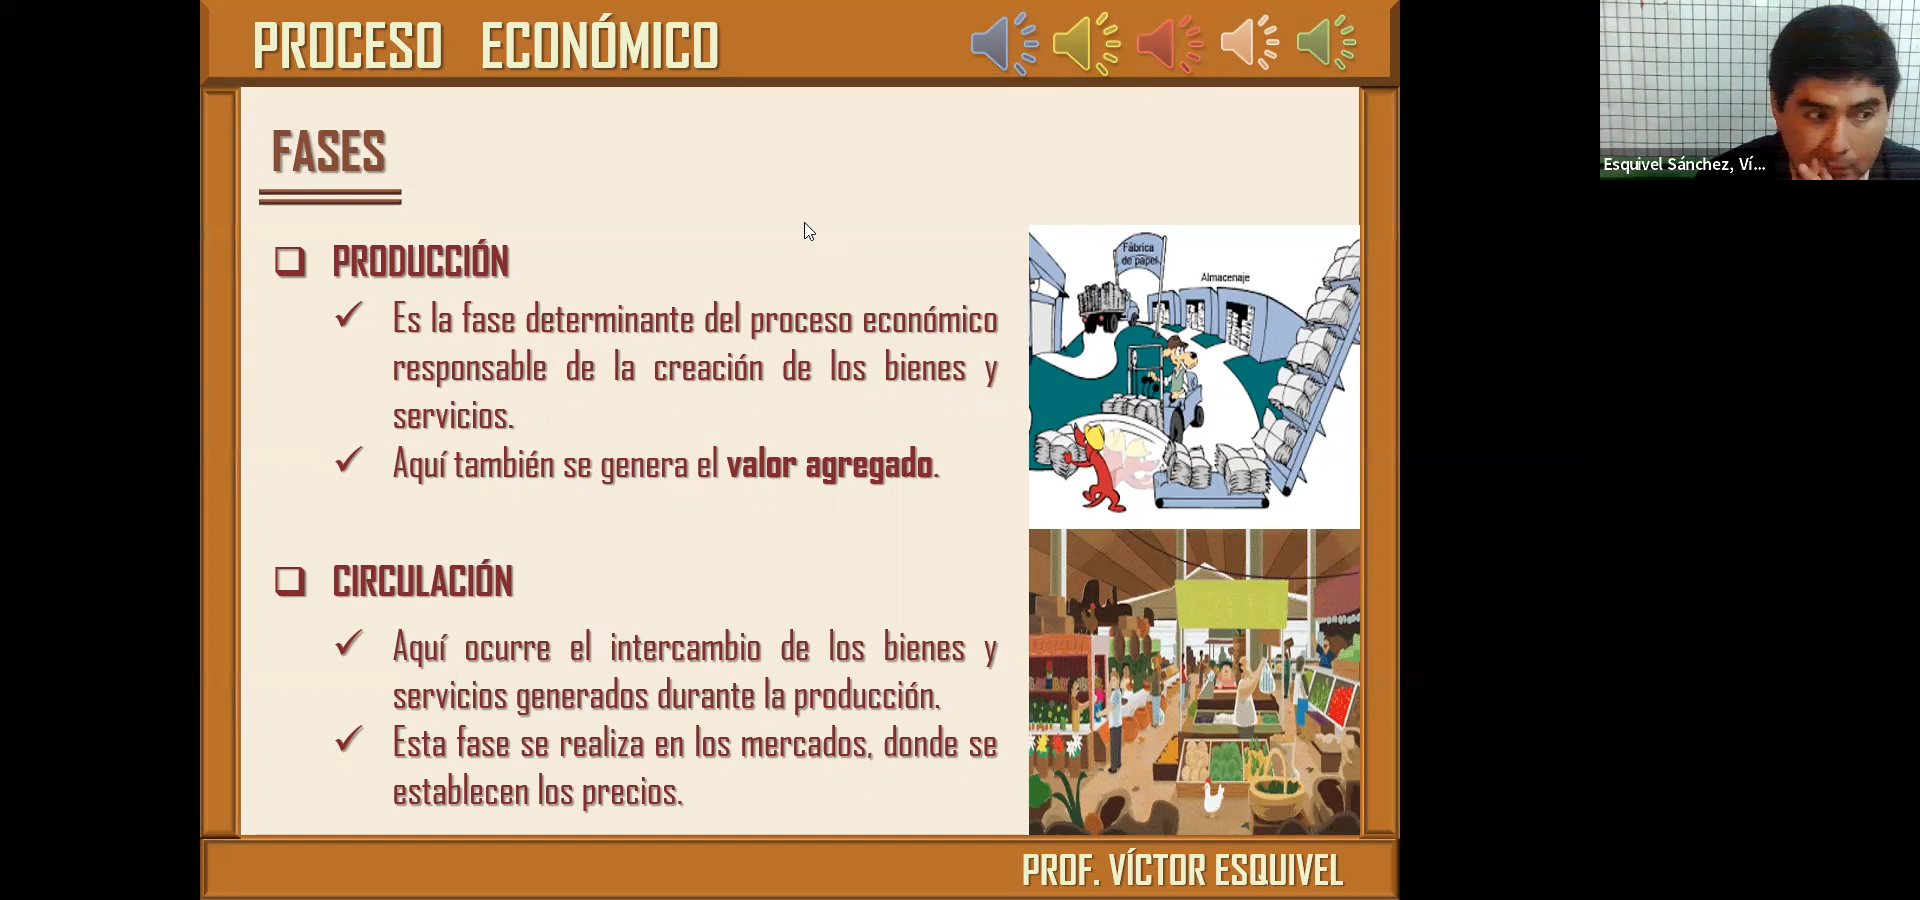 PROCESO ECONÓMICO
FASES
PRODUCCIÓN
Es la fase determinante del proceso económico
responsable de la creación de los bienes y
servicios.
Aquí también se genera el valor agregado.
CIRCULACIÓN
Aquí ocurre el intercambio de los bienes y
servicios generados durante la producción.
Esta fase se realiza en los mercados, donde se
establecen los precios.
Fábrica
de papel
Almacenaje
PROF. VÍCTOR ESQUIVEL
Esquivel Sánchez, Ví...